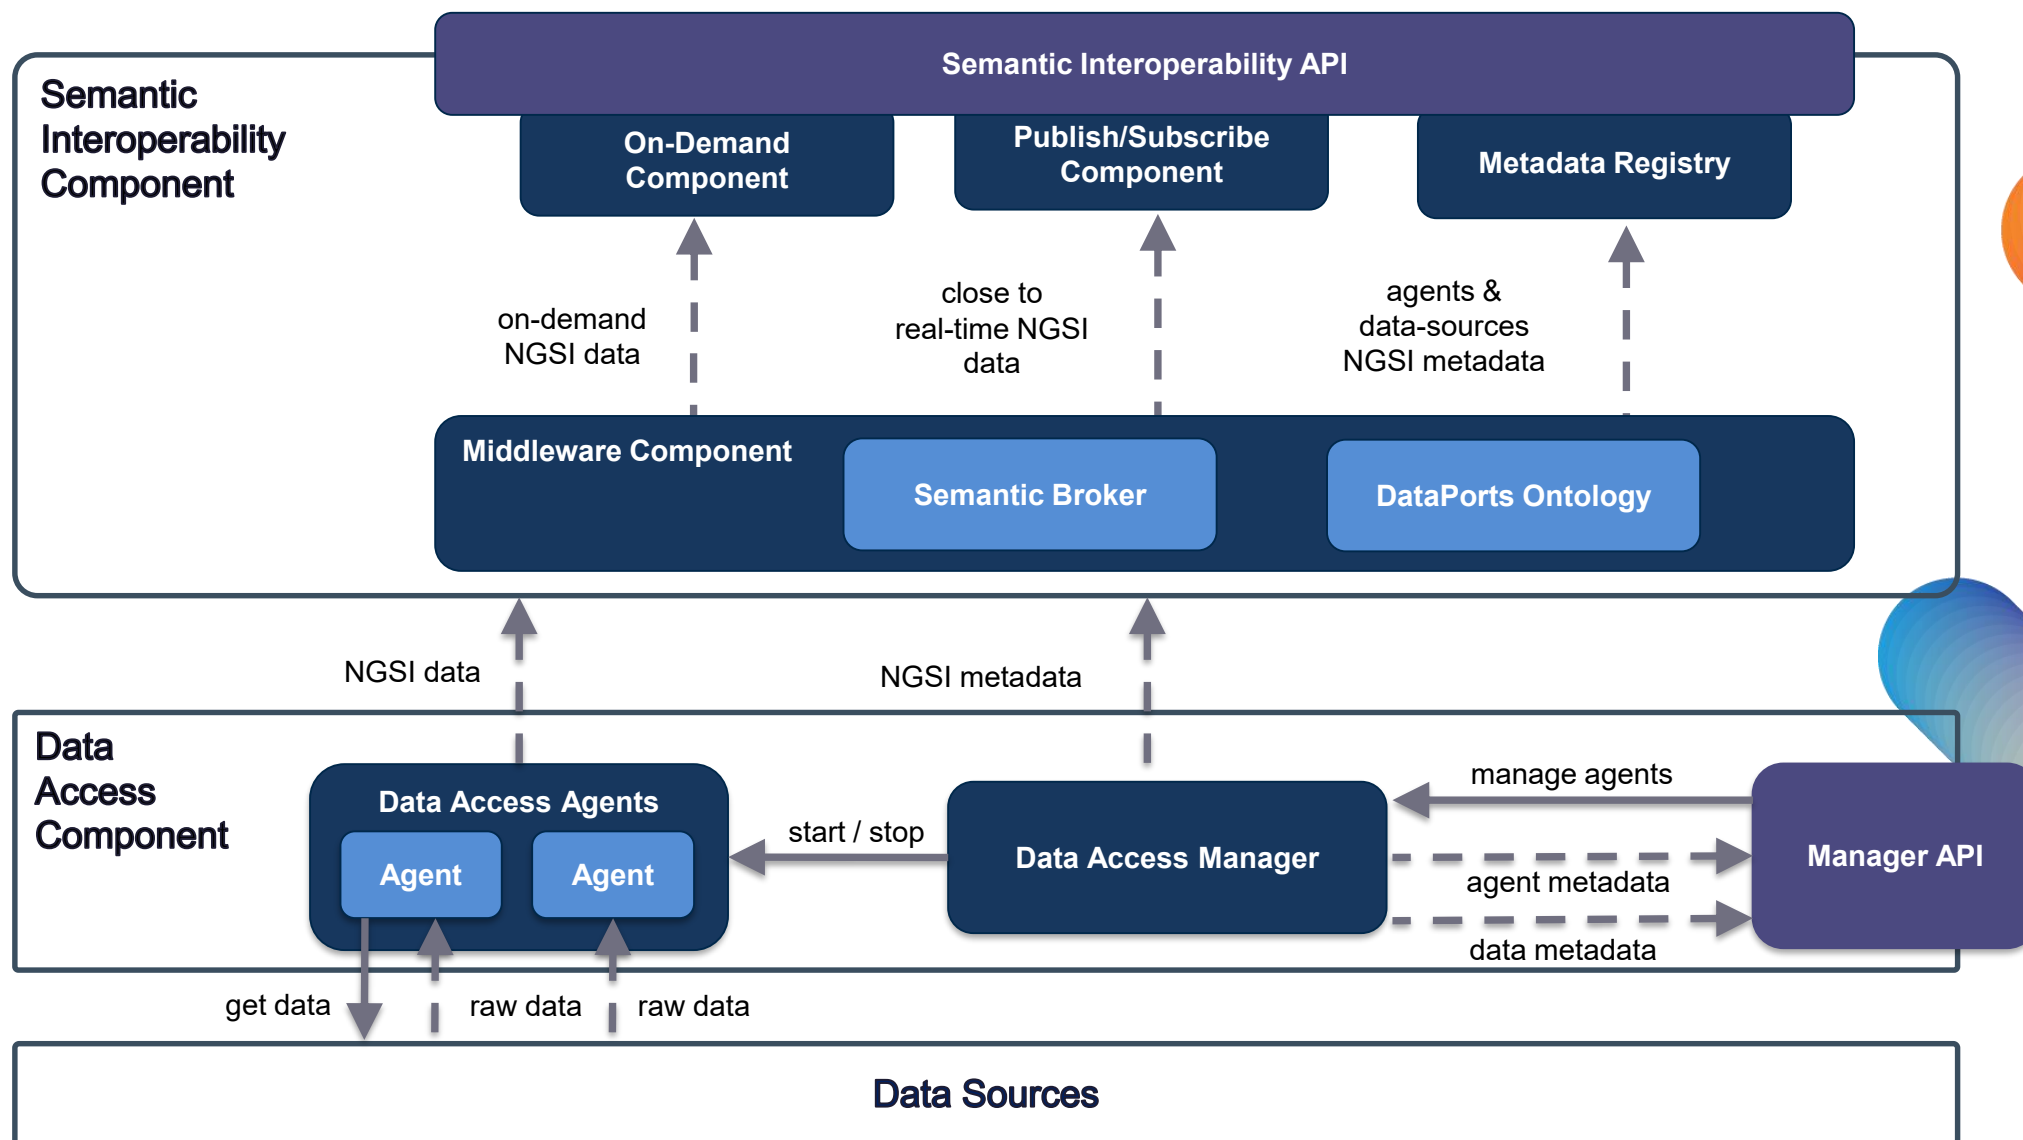 Semantic Interoperability API
Semantic
Interoperability
Component
On-Demand
Component
Publish/Subscribe
Component
Metadata Registry
on-demand
NGSI data
close to
real-time NGSI
data
agents &
data-sources
NGSI metadata
Middleware Component
Semantic Broker
DataPorts Ontology
NGSI data
NGSI metadata
Data
Access
Component
Data Access Agents
Agent
Agent
start / stop
Data Access Manager
manage agents
agent metadata
data metadata
Manager API
get data
raw data
raw data
Data Sources